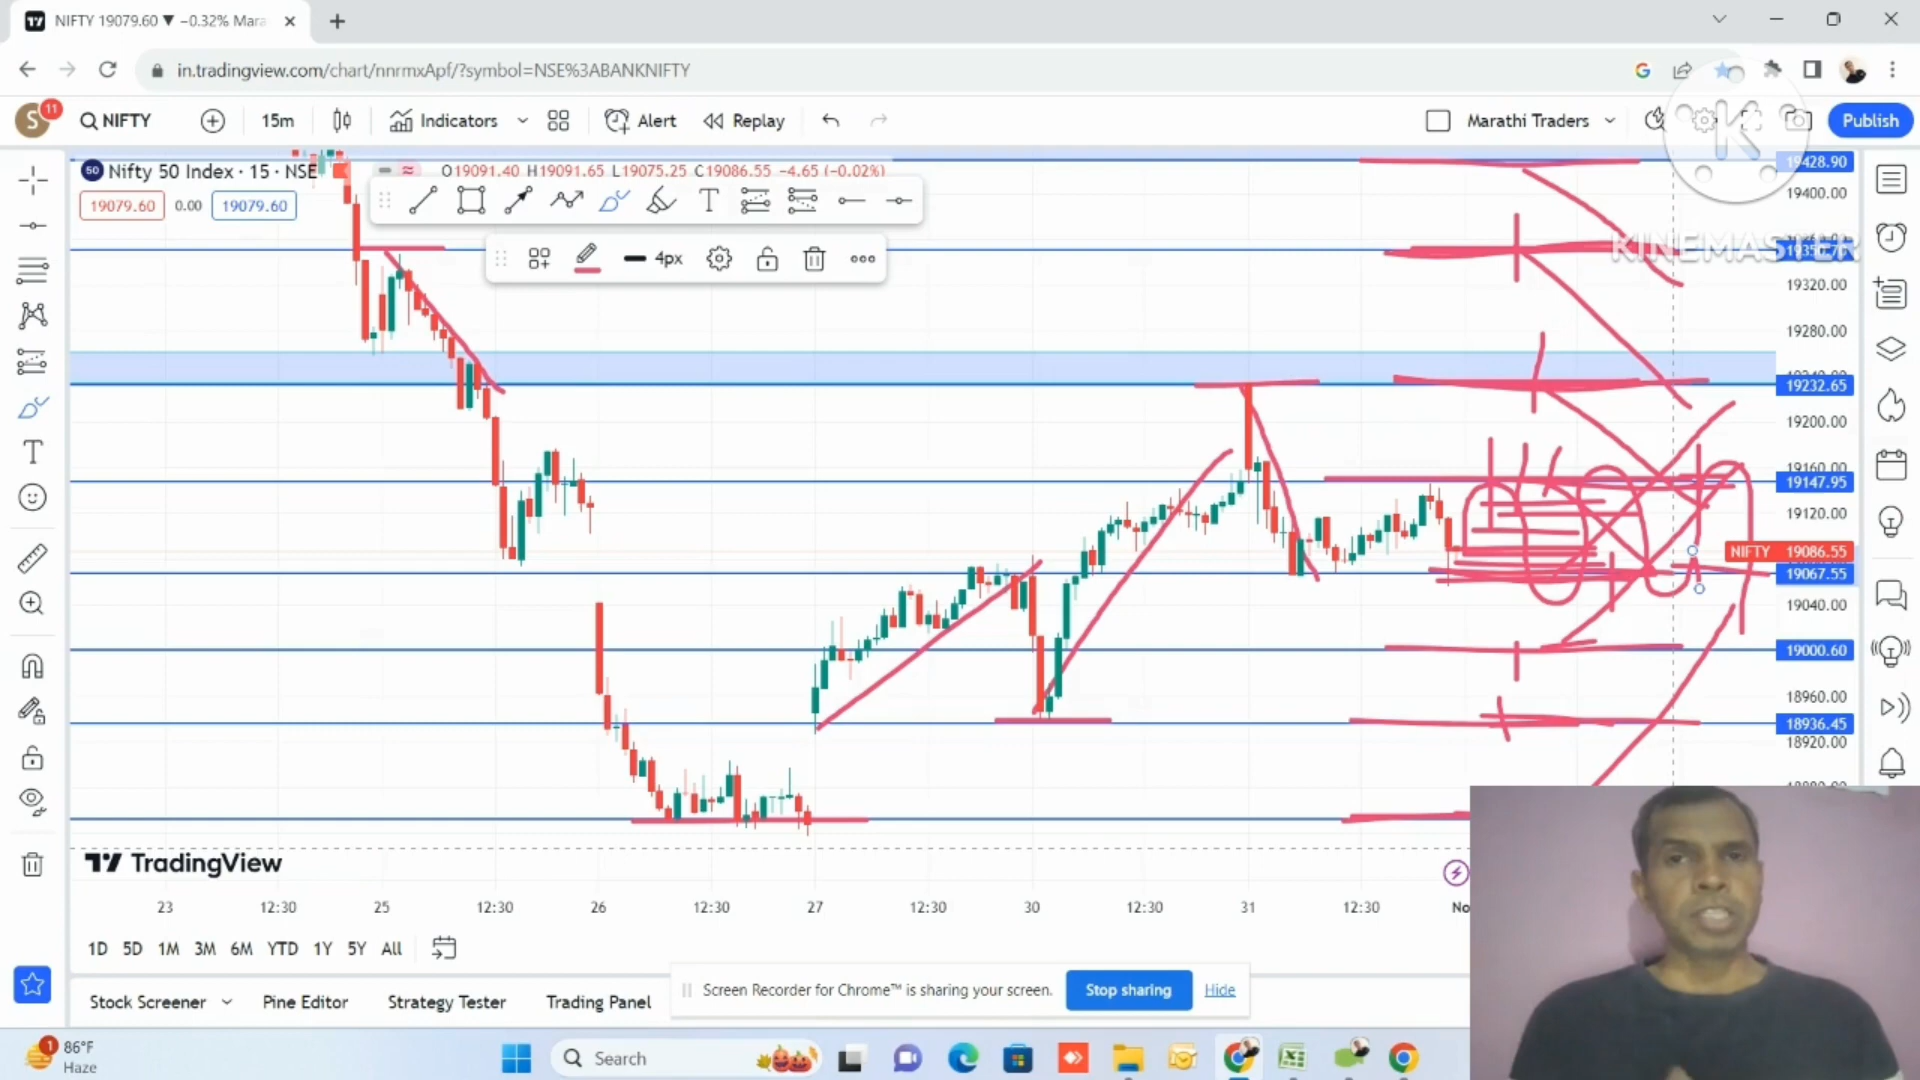 NIFTY 19079.60 ▼ −0.32% Mara
in.tradingview.com/chart/nnrmxApf/?symbol=NSE%3ABANKNIFTY
S
11
NIFTY
15m
Indicators
Alert
Replay
Marathi Traders
Publish
K
50
Nifty 50 Index · 15 · NSE
O19091.40 H19091.65 L19075.25 C19086.55 −4.65 (−0.02%)
19079.60
0.00
19079.60
4px
KINEMASTER
19428.90
19400.00
19320.00
19280.00
19232.65
19200.00
19160.00
19147.95
19120.00
NIFTY 19086.55
19067.55
19040.00
19000.60
18960.00
18936.45
18920.00
TradingView
23
12:30
25
12:30
26
12:30
27
12:30
30
12:30
31
12:30
No
1D 5D 1M 3M 6M YTD 1Y 5Y All
Stock Screener
Pine Editor
Strategy Tester
Trading Panel
Screen Recorder for Chrome™ is sharing your screen.
Stop sharing
Hide
1
86°F
Haze
Search